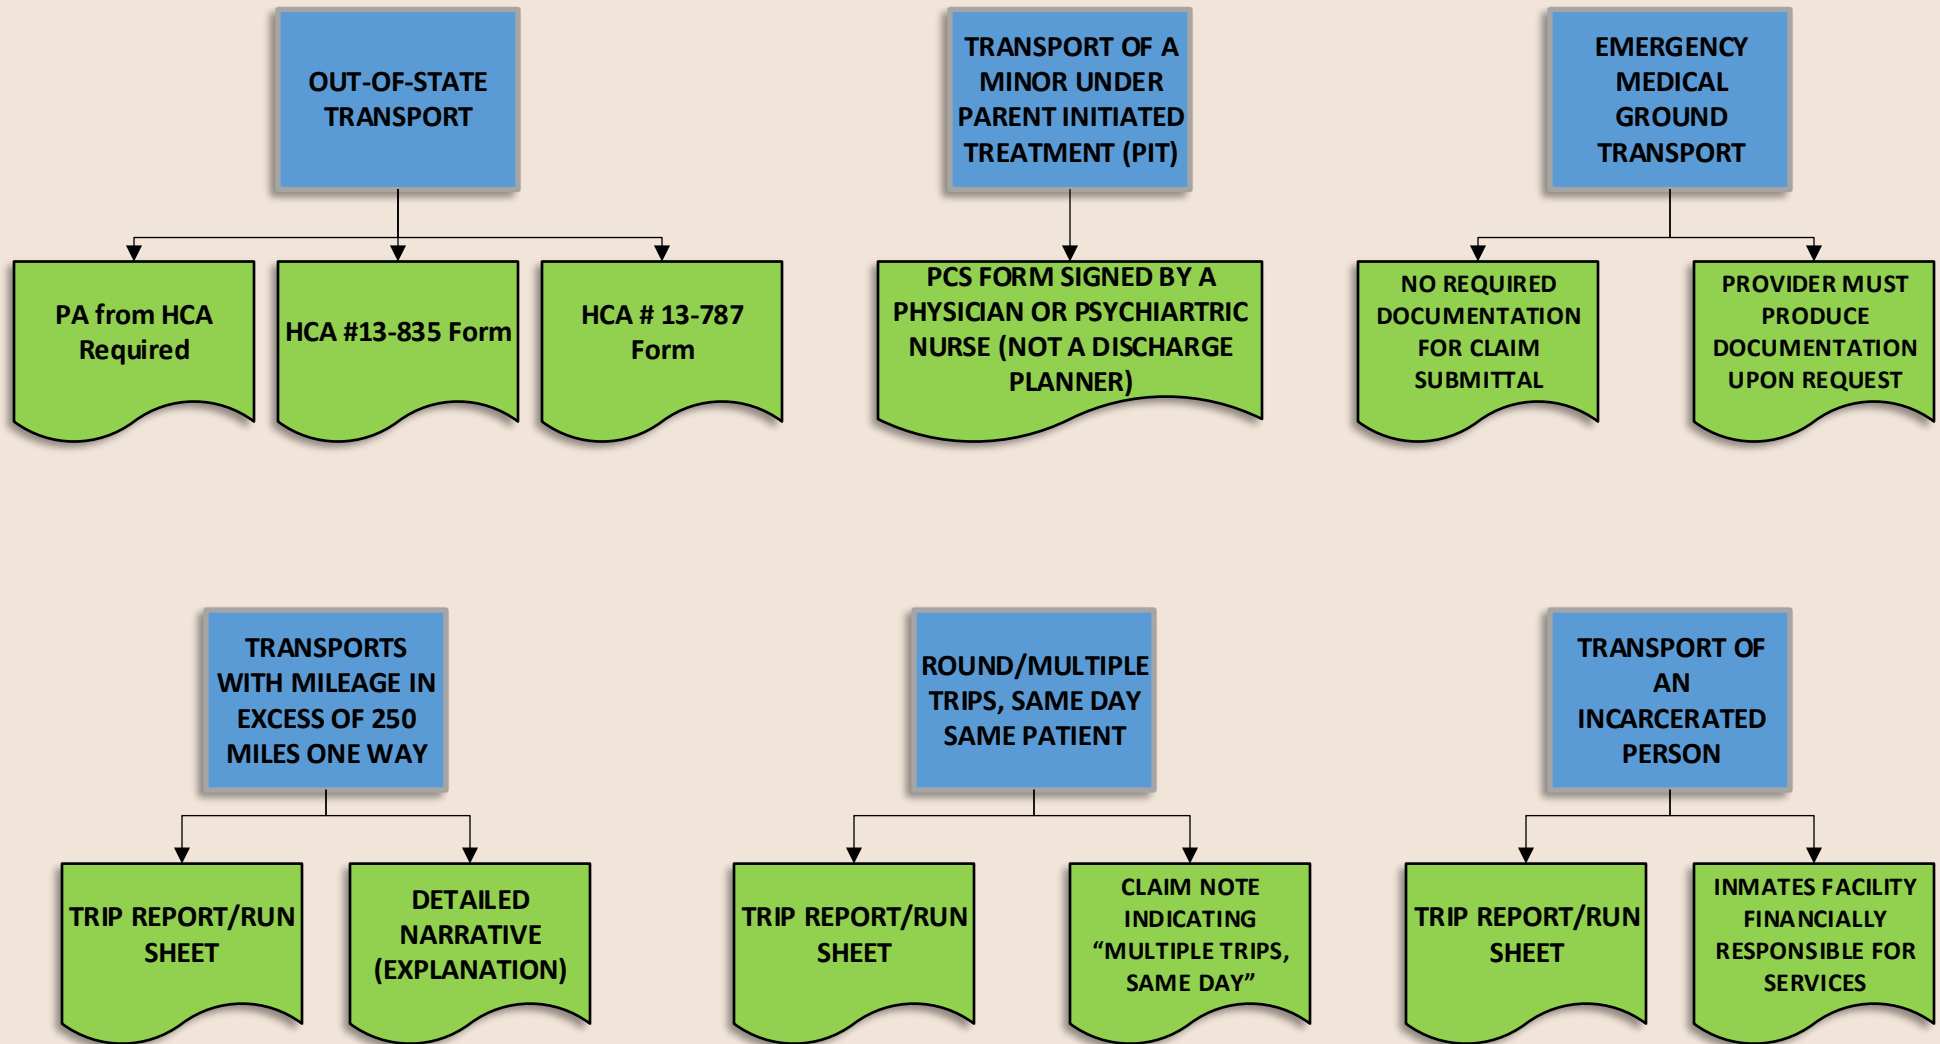 OUT-OF-STATE
TRANSPORT
TRANSPORT OF A
MINOR UNDER
PARENT INITIATED
TREATMENT (PIT)
EMERGENCY
MEDICAL
GROUND
TRANSPORT
PA from HCA
Required
HCA #13-835 Form
HCA # 13-787
Form
PCS FORM SIGNED BY A
PHYSICIAN OR PSYCHIARTRIC
NURSE (NOT A DISCHARGE
PLANNER)
NO REQUIRED
DOCUMENTATION
FOR CLAIM
SUBMITTAL
PROVIDER MUST
PRODUCE
DOCUMENTATION
UPON REQUEST
TRANSPORTS
WITH MILEAGE IN
EXCESS OF 250
MILES ONE WAY
ROUND/MULTIPLE
TRIPS, SAME DAY
SAME PATIENT
TRANSPORT OF
AN
INCARCERATED
PERSON
TRIP REPORT/RUN
SHEET
DETAILED
NARRATIVE
(EXPLANATION)
TRIP REPORT/RUN
SHEET
CLAIM NOTE
INDICATING
“MULTIPLE TRIPS,
SAME DAY”
TRIP REPORT/RUN
SHEET
INMATES FACILITY
FINANCIALLY
RESPONSIBLE FOR
SERVICES